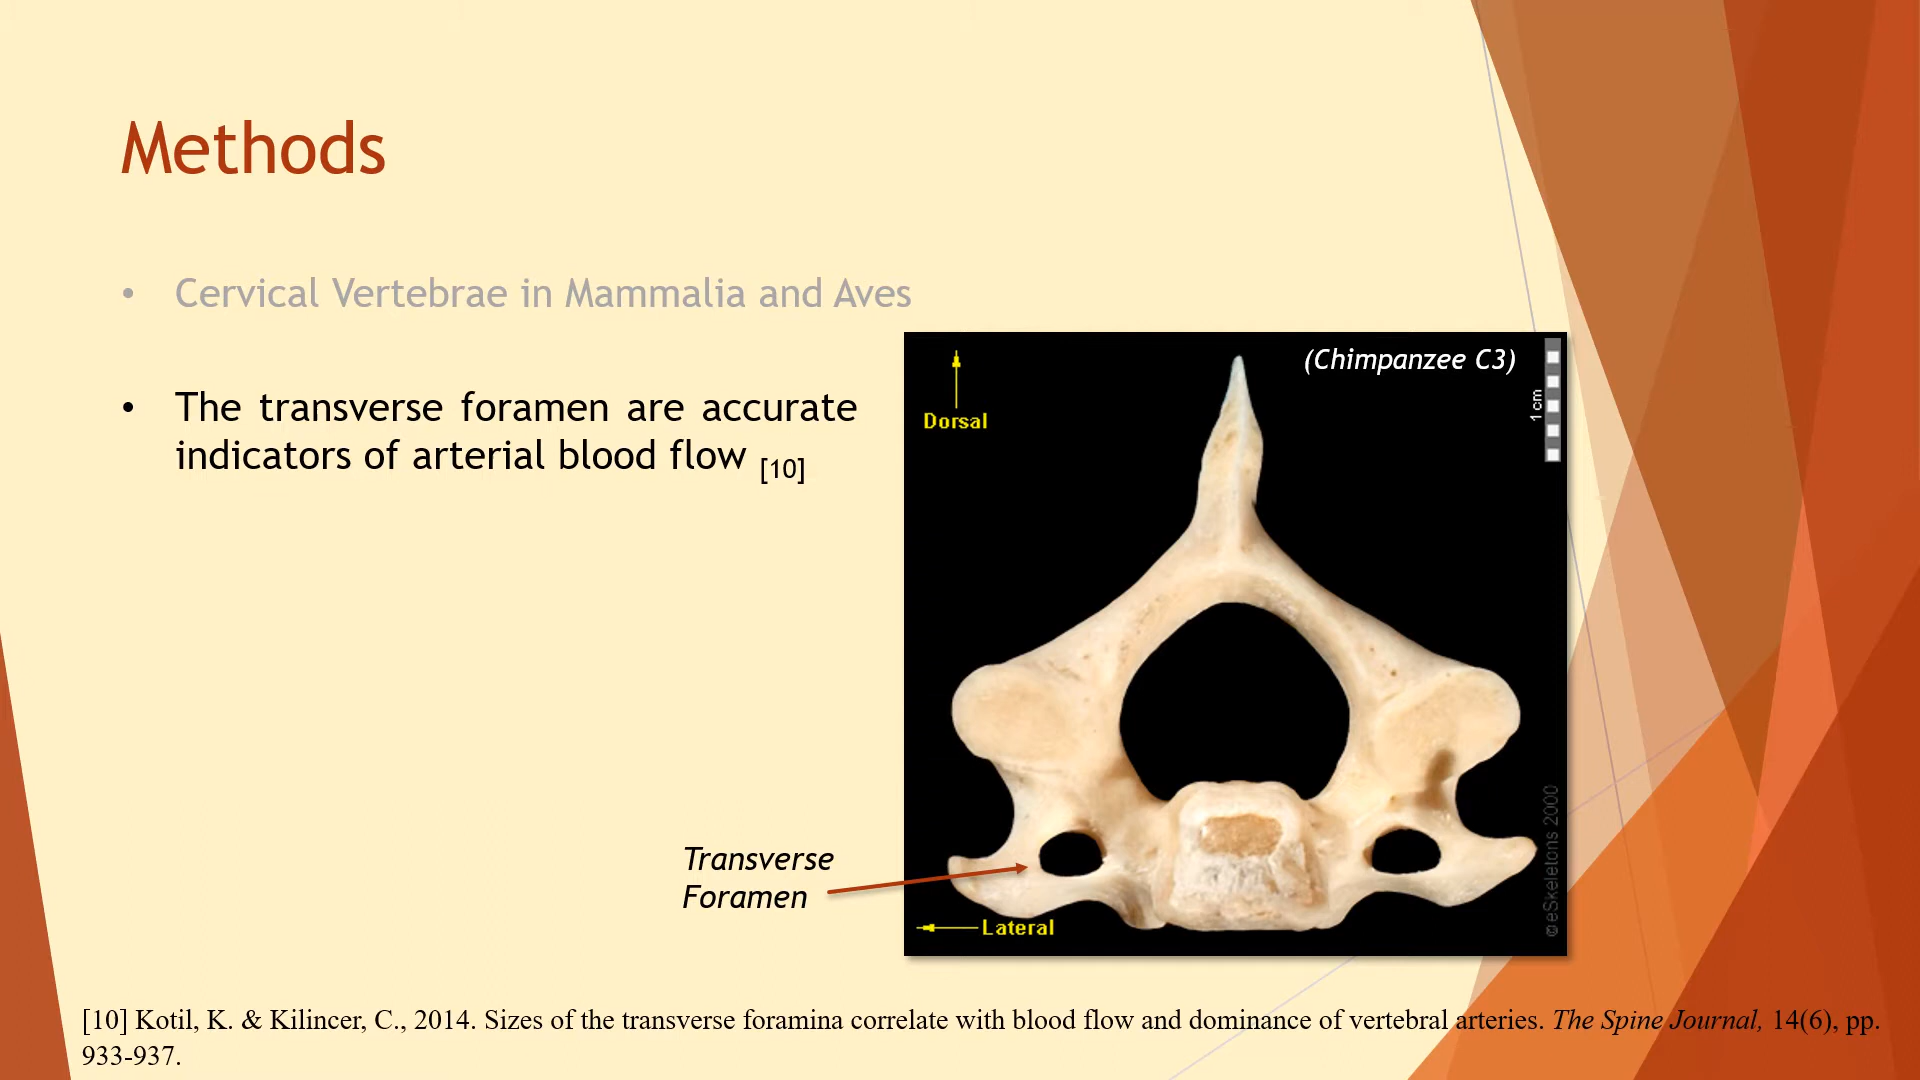 Methods
• Cervical Vertebrae in Mammalia and Aves
• The transverse foramen are accurate
indicators of arterial blood flow [10]
(Chimpanzee C3)
1 cm
Dorsal
Transverse
Foramen
Lateral
©eSkeletons 2000
[10] Kotil, K. & Kilincer, C., 2014. Sizes of the transverse foramina correlate with blood flow and dominance of vertebral arteries. The Spine Journal, 14(6), pp.
933-937.